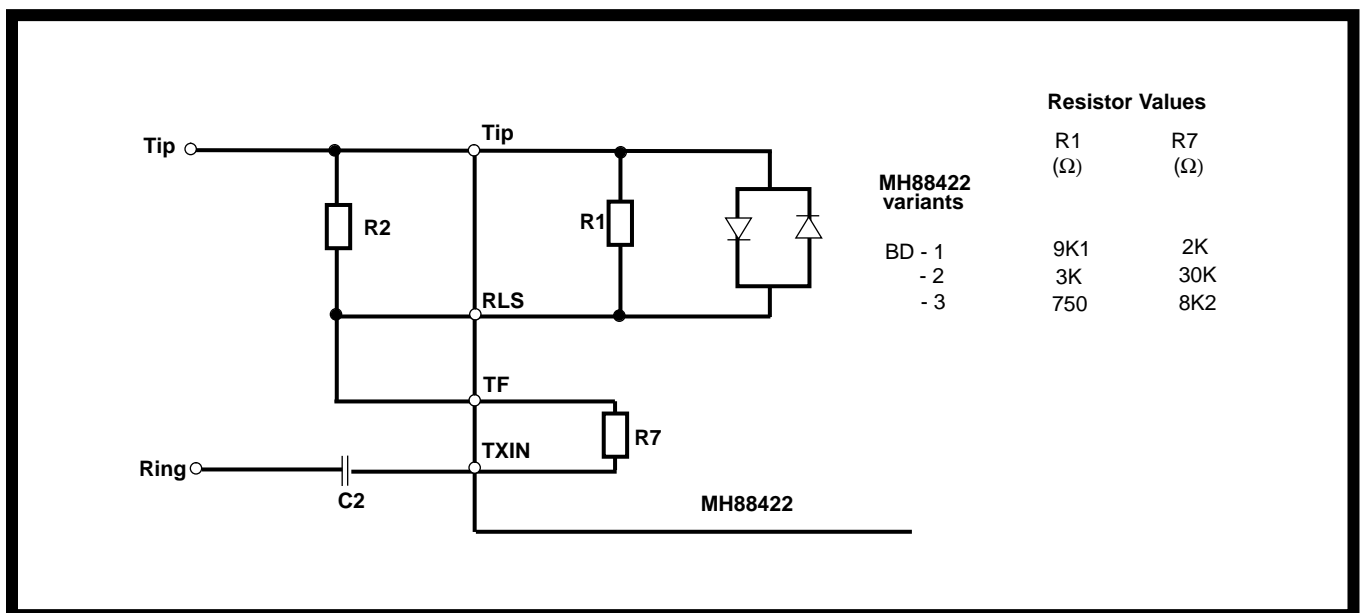 Resistor Values
R1 R7
(Ω) (Ω)
MH88422
variants
BD - 1 9K1 2K
- 2 3K 30K
- 3 750 8K2
Tip
Tip
R2
R1
RLS
TF
R7
TXIN
Ring
C2
MH88422